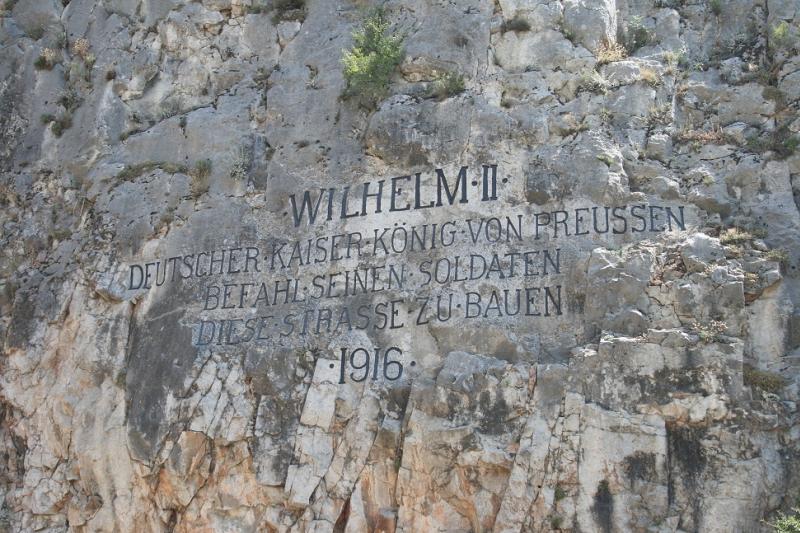 ·WILHELM·II·
DEUTSCHER·KAISER·KÖNIG·VON·PREUSSEN
BEFAHL·SEINEN·SOLDATEN
DIESE·STRASSE·ZU·BAUEN
·1916·